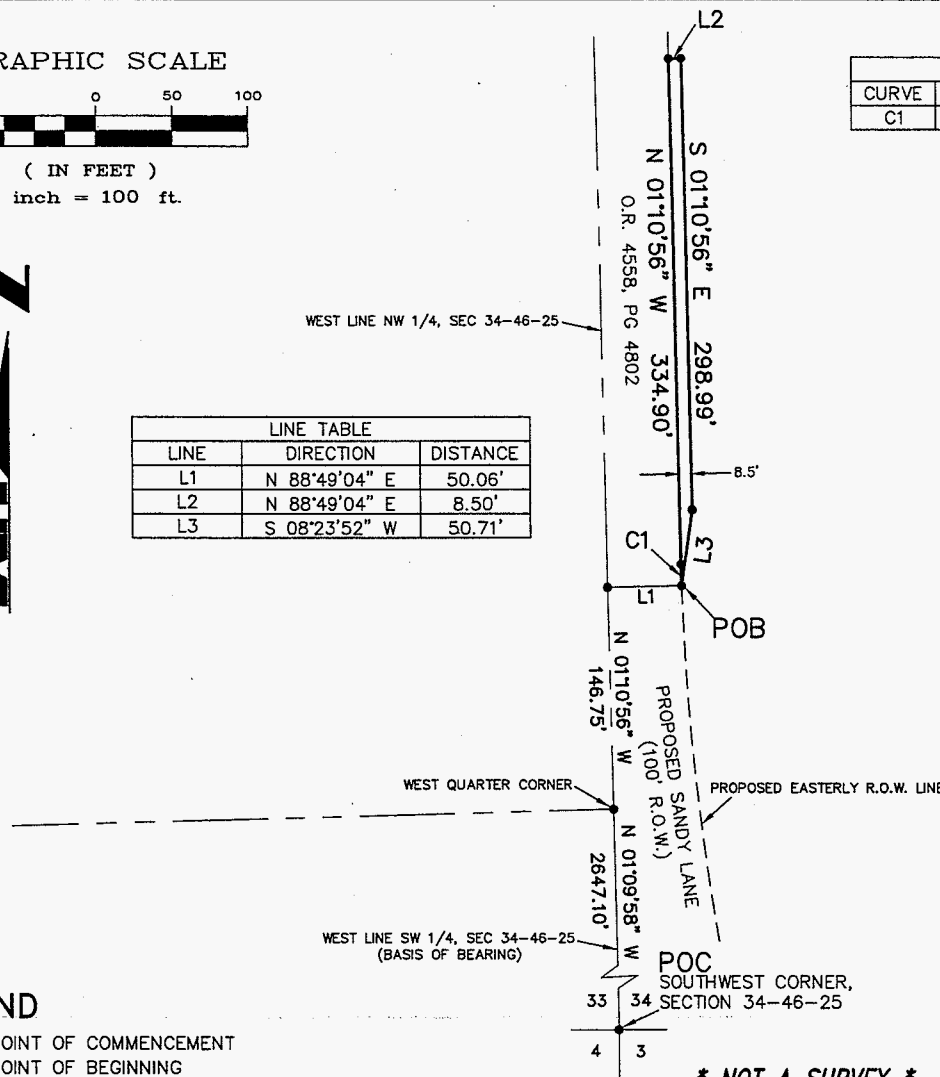 L2
RAPHIC SCALE
0 50 100
( IN FEET )
inch = 100 ft.
CURVE
C1
S 01°10'56" E 298.99'
N 01°10'56" W 334.90'
O.R. 4558, PG 4802
WEST LINE NW 1/4, SEC 34-46-25
LINE TABLE
LINE DIRECTION DISTANCE
L1 N 88°49'04" E 50.06'
L2 N 88°49'04" E 8.50'
L3 S 08°23'52" W 50.71'
8.5'
C1
L3
L1
POB
N 01°10'56" W
146.75'
PROPOSED SANDY LANE
(100' R.O.W.)
WEST QUARTER CORNER
PROPOSED EASTERLY R.O.W. LINE
N 01°09'58" W
2647.10'
WEST LINE SW 1/4, SEC 34-46-25
(BASIS OF BEARING)
POC
SOUTHWEST CORNER,
SECTION 34-46-25
33 34
4 3
ND
OINT OF COMMENCEMENT
OINT OF BEGINNING
* NOT A SURVEY *